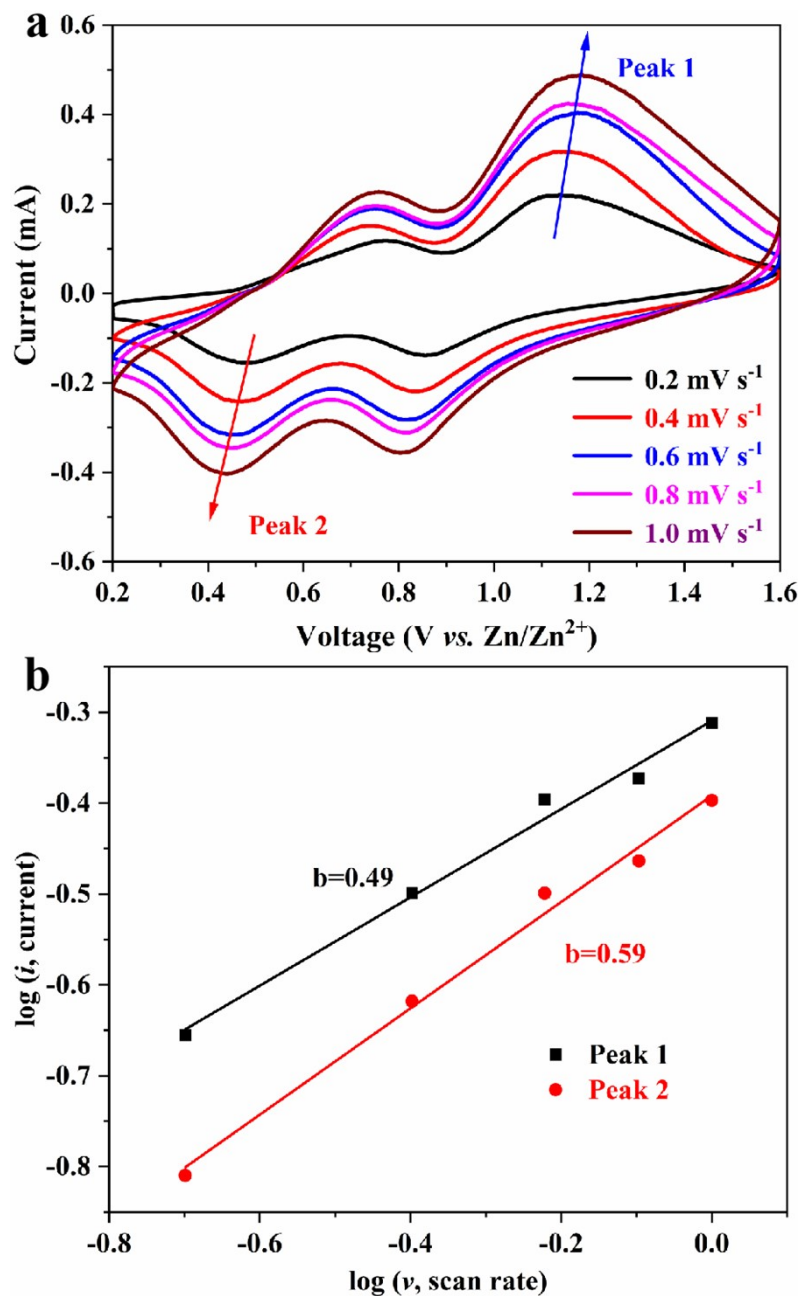 a
0.6
0.4
0.2
0.0
-0.2
-0.4
-0.6
Current (mA)
Peak 1
Peak 2
0.2 mV s⁻¹
0.4 mV s⁻¹
0.6 mV s⁻¹
0.8 mV s⁻¹
1.0 mV s⁻¹
0.2 0.4 0.6 0.8 1.0 1.2 1.4 1.6
Voltage (V vs. Zn/Zn²⁺)
b
-0.3
-0.4
-0.5
-0.6
-0.7
-0.8
log (i, current)
b=0.49
b=0.59
Peak 1
Peak 2
-0.8 -0.6 -0.4 -0.2 0.0
log (v, scan rate)